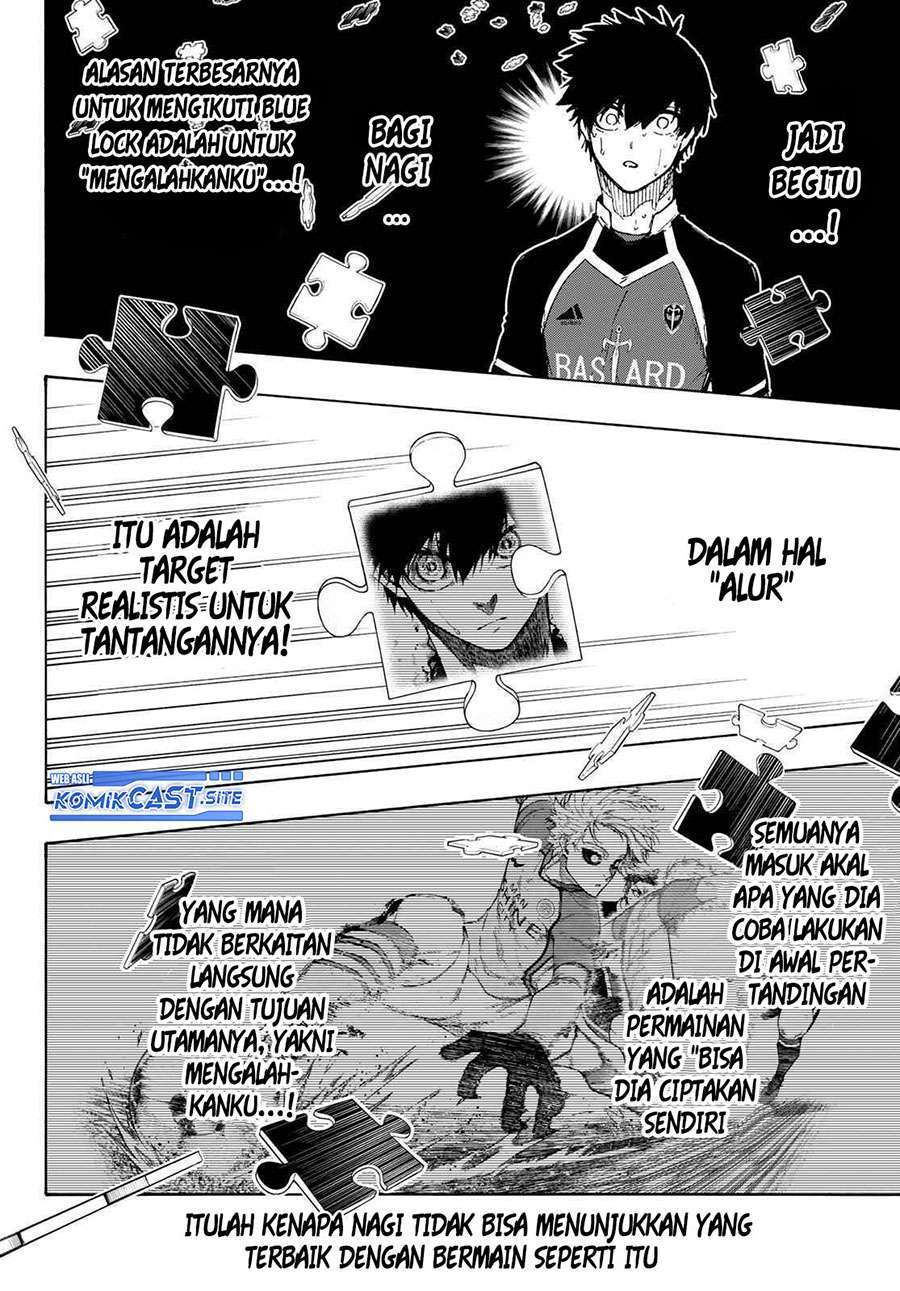 JADI
BEGITU
...!
BAGI
NAGI
...
ALASAN TERBESARNYA
UNTUK MENGIKUTI BLUE
LOCK ADALAH UNTUK
"MENGALAHKANKU"...!
BASTARD
DALAM HAL
"ALUR"
ITU ADALAH
TARGET
REALISTIS UNTUK
TANTANGANNYA!
WEB ASLI:
KOMIKCAST.SITE
SEMUANYA
MASUK AKAL
APA YANG DIA
COBA LAKUKAN
DI AWAL PER-
TANDINGAN
ADALAH
PERMAINAN
YANG "BISA
DIA CIPTAKAN
SENDIRI
YANG MANA
TIDAK BERKAITAN
LANGSUNG
DENGAN TUJUAN
UTAMANYA, YAKNI
MENGALAH-
KANKU...!
ITULAH KENAPA NAGI TIDAK BISA MENUNJUKKAN YANG
TERBAIK DENGAN BERMAIN SEPERTI ITU